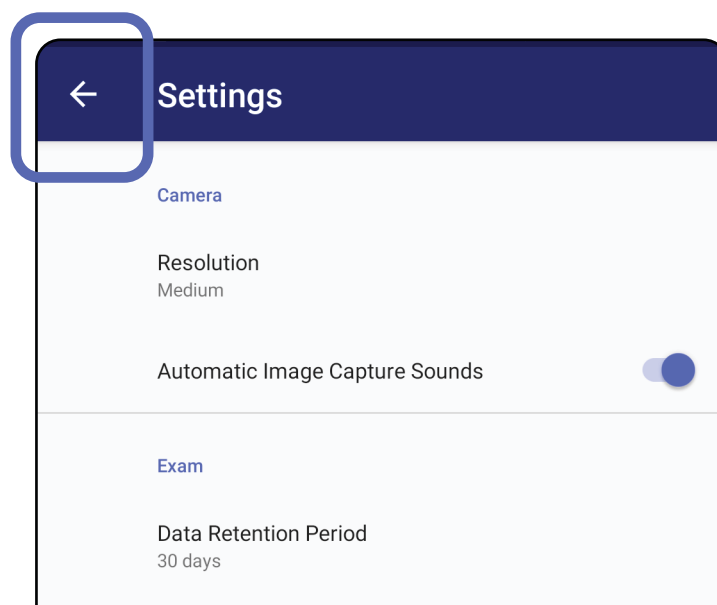 Settings
Camera
Resolution
Medium
Automatic Image Capture Sounds
Exam
Data Retention Period
30 days